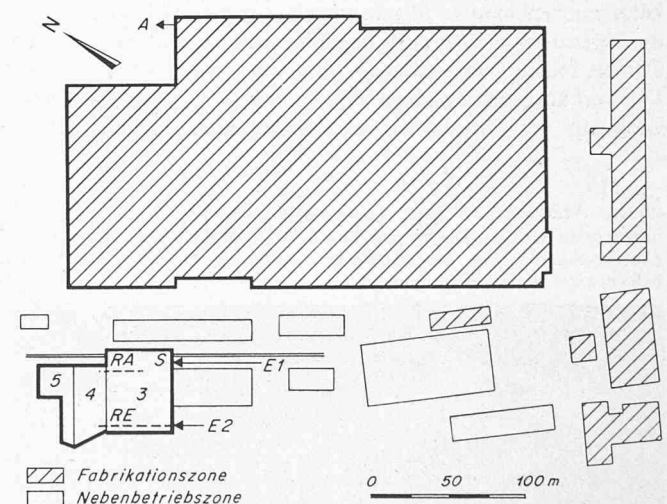 N
A
RA S
E1
5 4 3
RE
E2
Fabrikationszone
Nebenbetriebszone
0 50 100 m